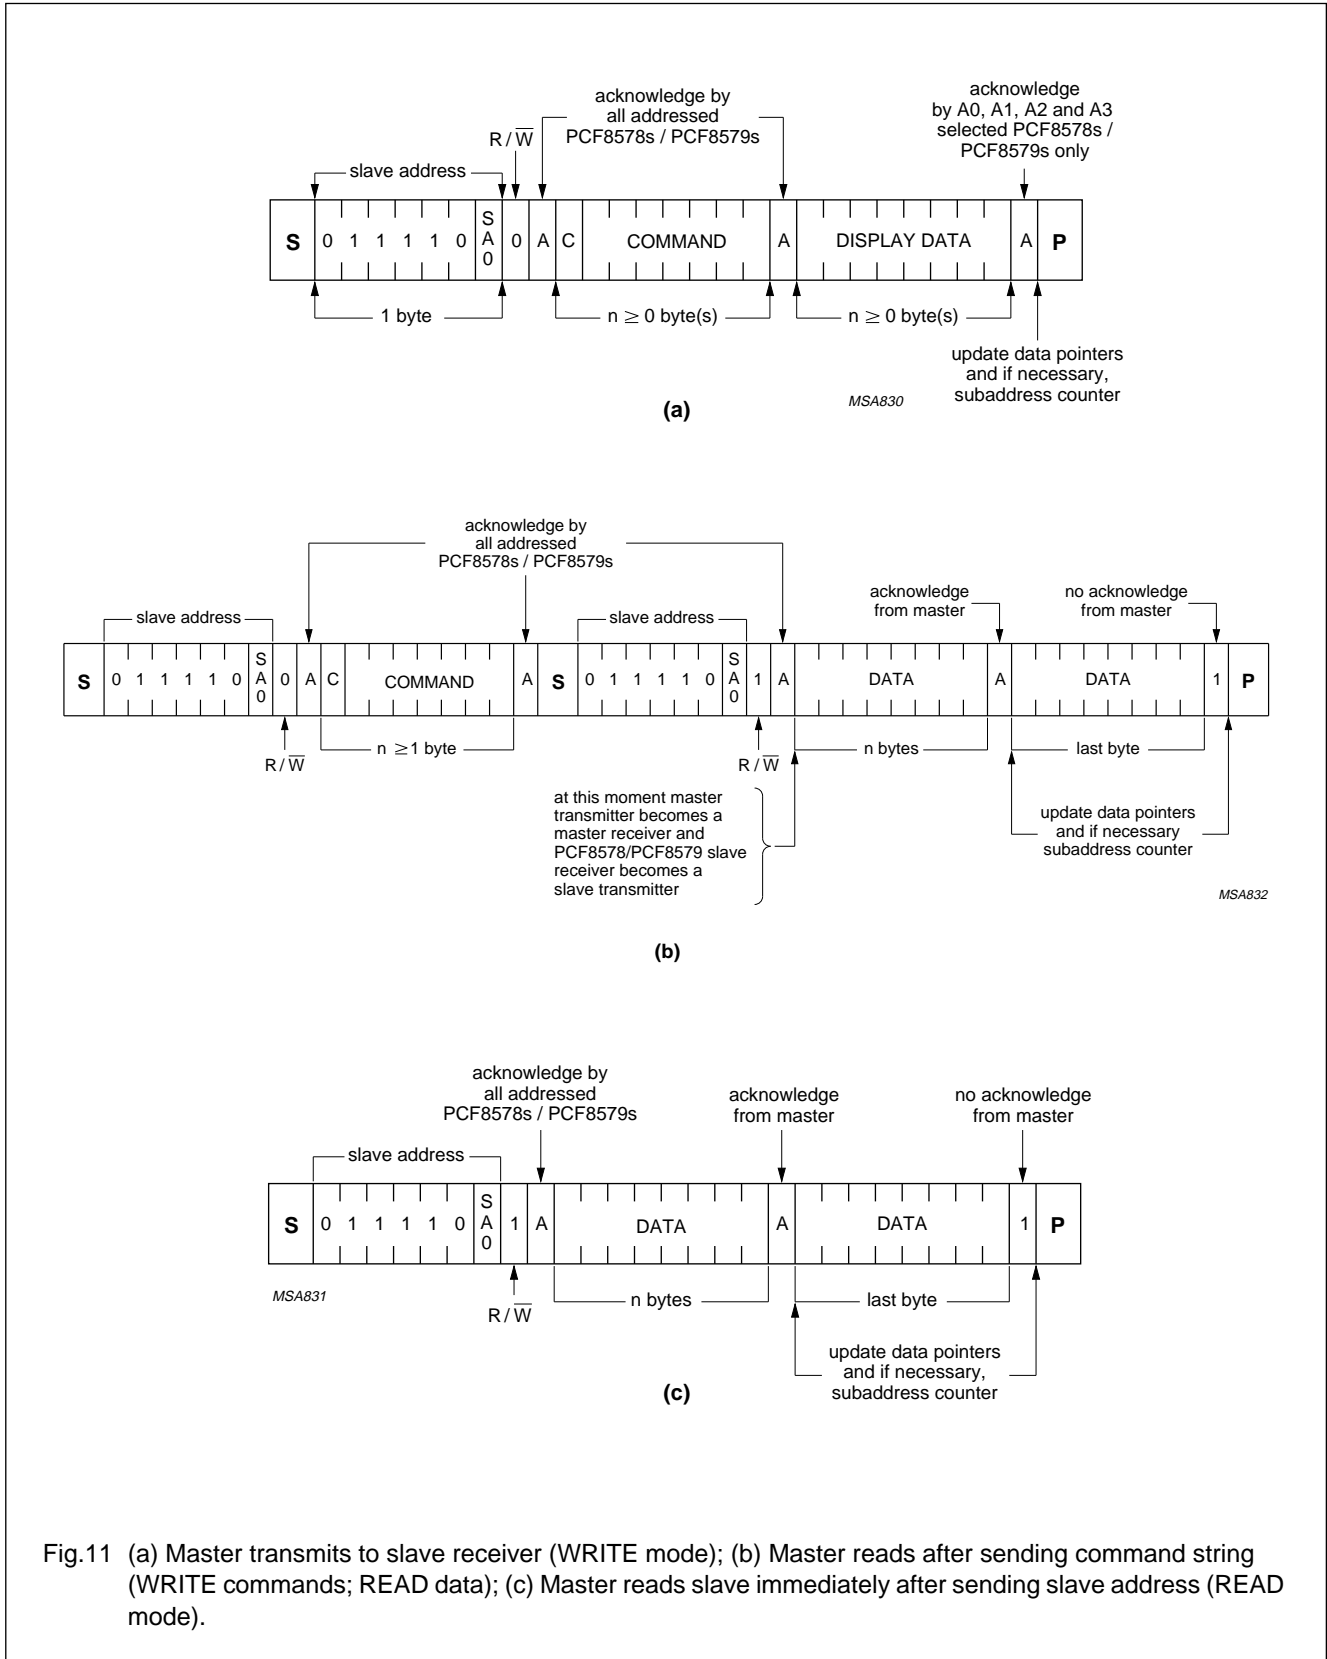 acknowledge by
all addressed
PCF8578s / PCF8579s
acknowledge
by A0, A1, A2 and A3
selected PCF8578s /
PCF8579s only
R / W̅
slave address
S 0 1 1 1 1 0 SA0 0 A C COMMAND A DISPLAY DATA A P
1 byte n ≥ 0 byte(s) n ≥ 0 byte(s)
update data pointers
and if necessary,
subaddress counter
MSA830
(a)
acknowledge by
all addressed
PCF8578s / PCF8579s
acknowledge
from master
no acknowledge
from master
slave address slave address
S 0 1 1 1 1 0 SA0 0 A C COMMAND A S 0 1 1 1 1 0 SA0 1 A DATA A DATA 1 P
R / W̅ n ≥ 1 byte R / W̅ n bytes last byte
at this moment master
transmitter becomes a
master receiver and
PCF8578/PCF8579 slave
receiver becomes a
slave transmitter
update data pointers
and if necessary
subaddress counter
MSA832
(b)
acknowledge by
all addressed
PCF8578s / PCF8579s
acknowledge
from master
no acknowledge
from master
slave address
S 0 1 1 1 1 0 SA0 1 A DATA A DATA 1 P
MSA831
R / W̅ n bytes last byte
update data pointers
and if necessary,
subaddress counter
(c)
Fig.11 (a) Master transmits to slave receiver (WRITE mode); (b) Master reads after sending command string
(WRITE commands; READ data); (c) Master reads slave immediately after sending slave address (READ
mode).